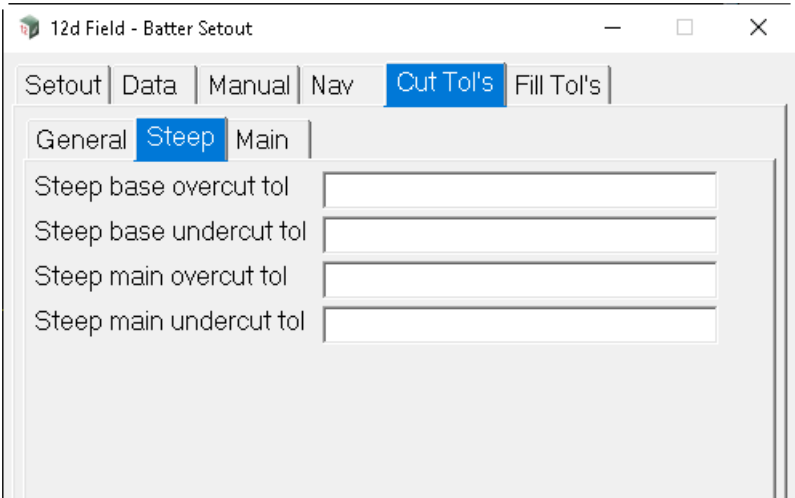 12d Field - Batter Setout
Setout Data Manual Nav Cut Tol's Fill Tol's
General Steep Main
Steep base overcut tol
Steep base undercut tol
Steep main overcut tol
Steep main undercut tol